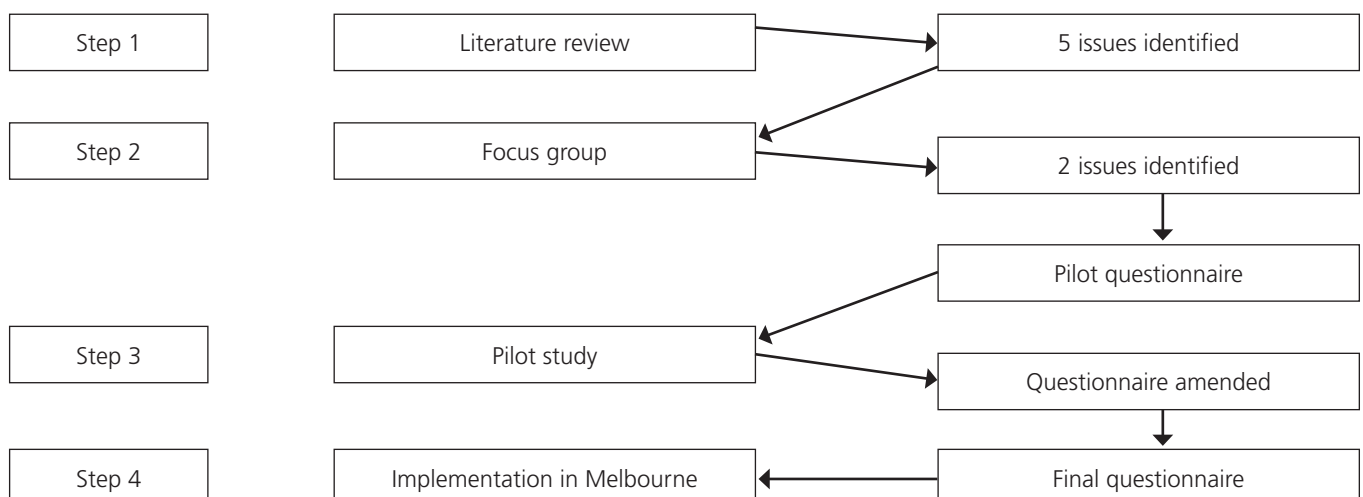 Step 1
Literature review
5 issues identified
Step 2
Focus group
2 issues identified
Pilot questionnaire
Step 3
Pilot study
Questionnaire amended
Step 4
Implementation in Melbourne
Final questionnaire